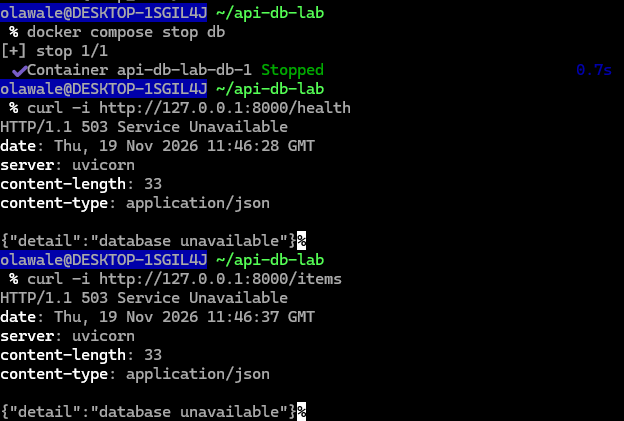 olawale@DESKTOP-1SGIL4J ~/api-db-lab
% docker compose stop db
[+] stop 1/1
✔Container api-db-lab-db-1 Stopped 0.7s
olawale@DESKTOP-1SGIL4J ~/api-db-lab
% curl -i http://127.0.0.1:8000/health
HTTP/1.1 503 Service Unavailable
date: Thu, 19 Nov 2026 11:46:28 GMT
server: uvicorn
content-length: 33
content-type: application/json

{"detail":"database unavailable"}%
olawale@DESKTOP-1SGIL4J ~/api-db-lab
% curl -i http://127.0.0.1:8000/items
HTTP/1.1 503 Service Unavailable
date: Thu, 19 Nov 2026 11:46:37 GMT
server: uvicorn
content-length: 33
content-type: application/json

{"detail":"database unavailable"}%